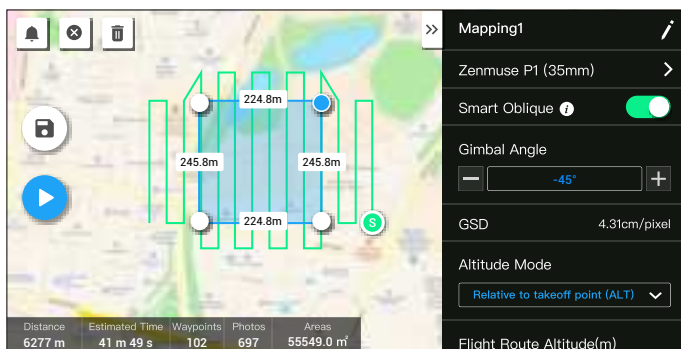 Mapping1
Zenmuse P1 (35mm)
Smart Oblique i
Gimbal Angle
-45°
GSD 4.31cm/pixel
Altitude Mode
Relative to takeoff point (ALT)
Flight Route Altitude(m)
224.8m
245.8m 245.8m
224.8m
S
Distance Estimated Time Waypoints Photos Areas
6277 m 41 m 49 s 102 697 55549.0 m²